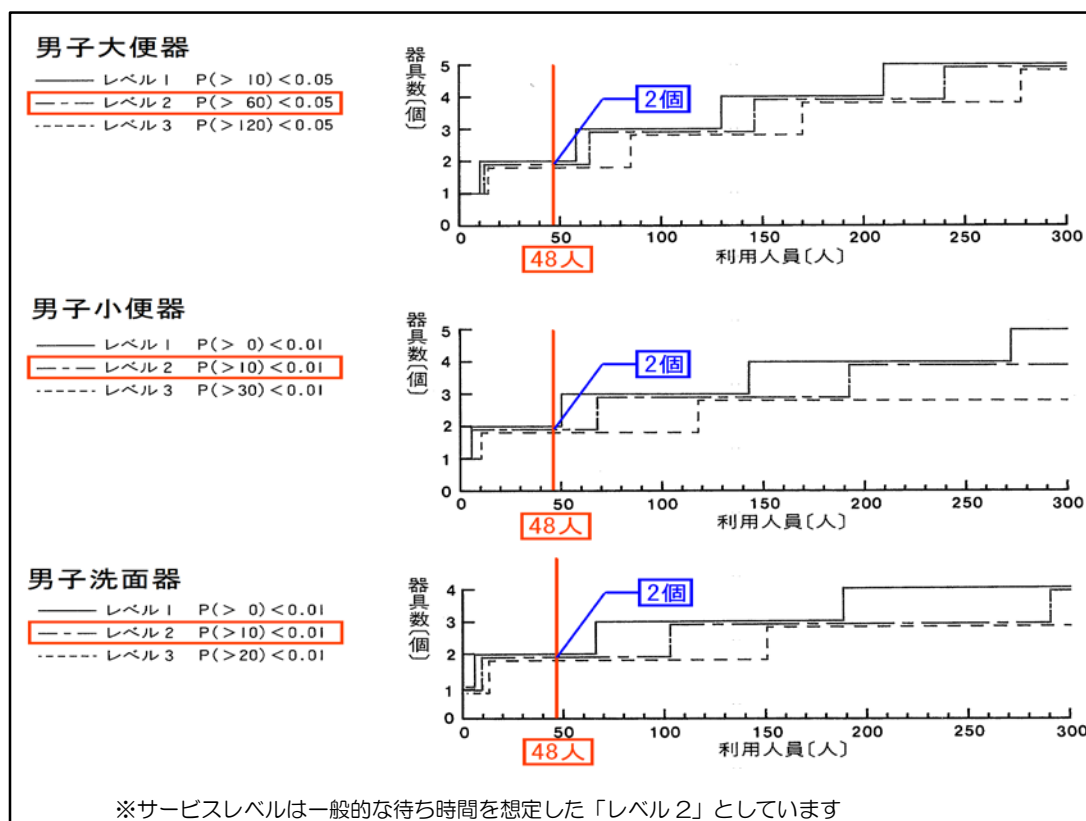 男子大便器
レベル1 P(> 10)<0.05
レベル2 P(> 60)<0.05
レベル3 P(>120)<0.05
器具数〔個〕
5
4
3
2
1
0
2個
0 50 100 150 200 250 300
48人
利用人員〔人〕
男子小便器
レベル1 P(> 0)<0.01
レベル2 P(>10)<0.01
レベル3 P(>30)<0.01
器具数〔個〕
5
4
3
2
1
0
2個
0 50 100 150 200 250 300
48人
利用人員〔人〕
男子洗面器
レベル1 P(> 0)<0.01
レベル2 P(>10)<0.01
レベル3 P(>20)<0.01
器具数〔個〕
4
3
2
1
0
2個
0 50 100 150 200 250 300
48人
利用人員〔人〕
※サービスレベルは一般的な待ち時間を想定した「レベル2」としています